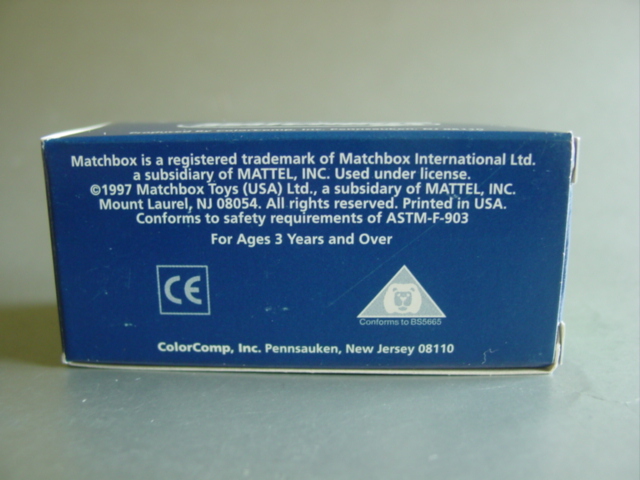 Matchbox is a registered trademark of Matchbox International Ltd.
a subsidiary of MATTEL, INC. Used under license.
©1997 Matchbox Toys (USA) Ltd., a subsidary of MATTEL, INC.
Mount Laurel, NJ 08054. All rights reserved. Printed in USA.
Conforms to safety requirements of ASTM-F-903
For Ages 3 Years and Over
CE
Conforms to BS5665
ColorComp, Inc. Pennsauken, New Jersey 08110